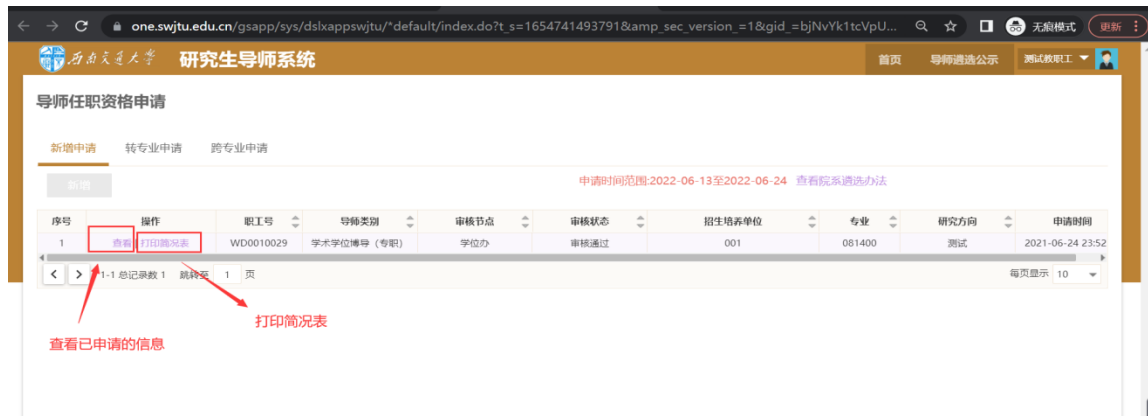 one.swjtu.edu.cn/gsapp/sys/dslxappswjtu/*default/index.do?t_s=1654741493791&amp_sec_version_=1&gid_=bjNvYk1tcVpU... 无痕模式 更新
西南交通大学 研究生导师系统 首页 导师遴选公示 测试教职工
导师任职资格申请
新增申请 转专业申请 跨专业申请
新增 申请时间范围:2022-06-13至2022-06-24 查看院系遴选办法
序号 操作 职工号 导师类别 审核节点 审核状态 招生培养单位 专业 研究方向 申请时间
1 查看 打印简况表 WD0010029 学术学位博导（专职） 学位办 审核通过 001 081400 测试 2021-06-24 23:52
1-1 总记录数 1 跳转至 1 页 每页显示 10
打印简况表
查看已申请的信息